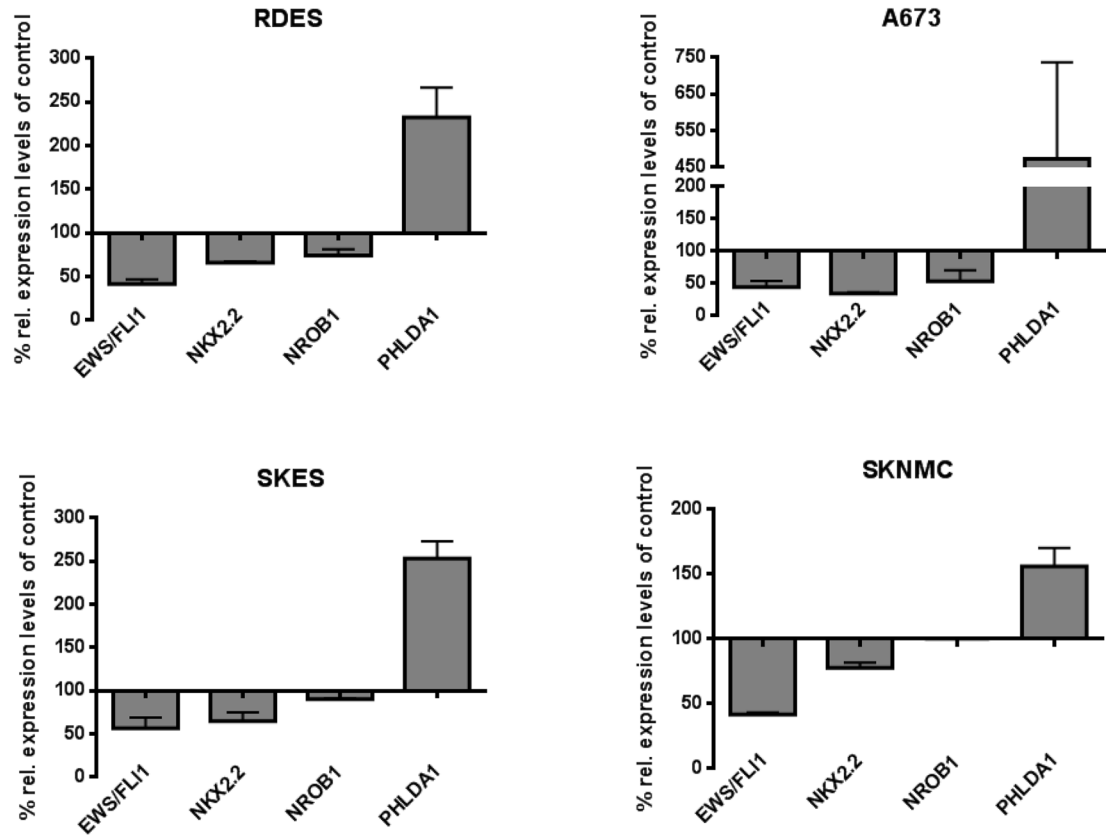 RDES
% rel. expression levels of control
300
250
200
150
100
50
0
EWS/FLI1
NKX2.2
NROB1
PHLDA1
A673
% rel. expression levels of control
750
650
550
450
200
150
100
50
0
EWS/FLI1
NKX2.2
NROB1
PHLDA1
SKES
% rel. expression levels of control
300
250
200
150
100
50
0
EWS/FLI1
NKX2.2
NROB1
PHLDA1
SKNMC
% rel. expression levels of control
200
150
100
50
0
EWS/FLI1
NKX2.2
NROB1
PHLDA1